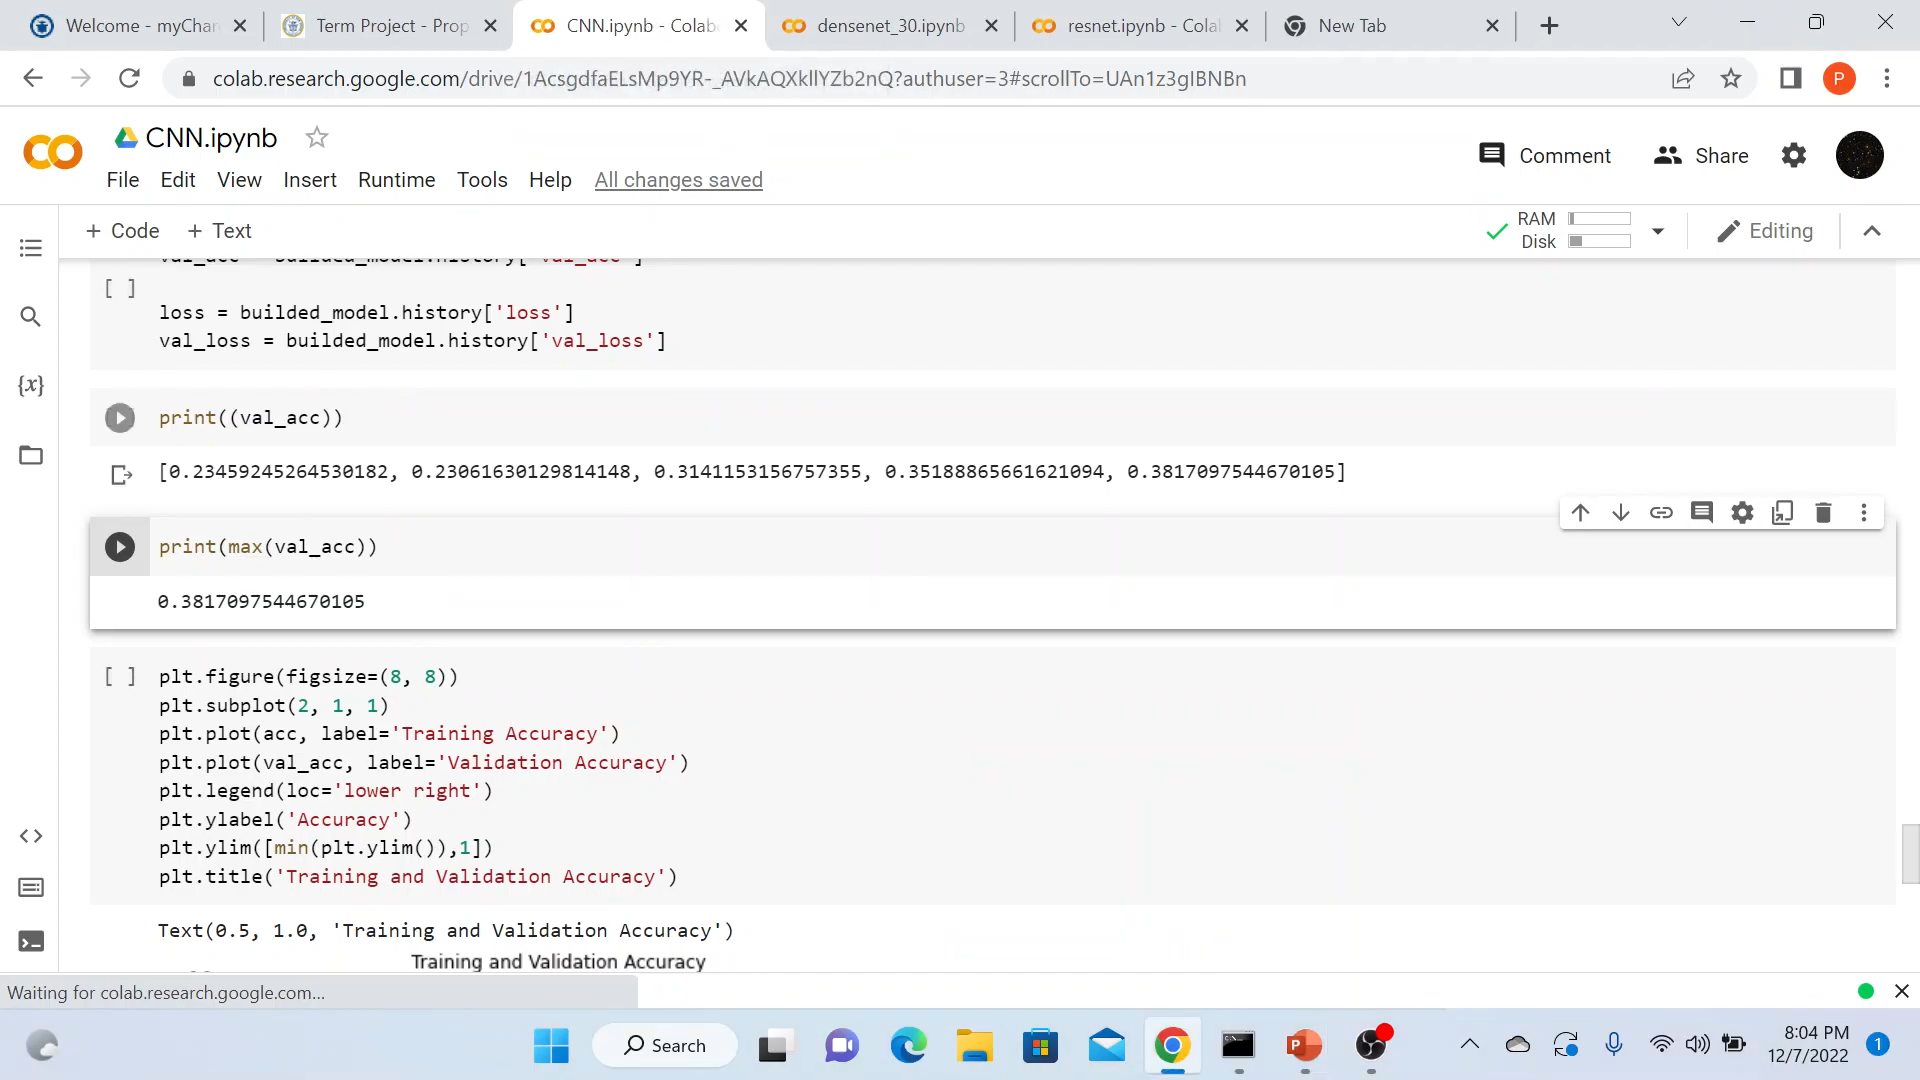 Welcome - myChar
Term Project - Prop
CNN.ipynb - Colab
densenet_30.ipynb
resnet.ipynb - Cola
New Tab
colab.research.google.com/drive/1AcsgdfaELsMp9YR-_AVkAQXkllYZb2nQ?authuser=3#scrollTo=UAn1z3gIBNBn
P
CNN.ipynb
Comment
Share
File Edit View Insert Runtime Tools Help All changes saved
+ Code + Text
RAM
Disk
Editing
val_acc = builded_model.history['val_acc']
[ ]
loss = builded_model.history['loss']
val_loss = builded_model.history['val_loss']
{x}
print((val_acc))
[0.23459245264530182, 0.23061630129814148, 0.3141153156757355, 0.35188865661621094, 0.3817097544670105]
print(max(val_acc))
0.3817097544670105
[ ] plt.figure(figsize=(8, 8))
plt.subplot(2, 1, 1)
plt.plot(acc, label='Training Accuracy')
plt.plot(val_acc, label='Validation Accuracy')
plt.legend(loc='lower right')
plt.ylabel('Accuracy')
plt.ylim([min(plt.ylim()),1])
plt.title('Training and Validation Accuracy')
Text(0.5, 1.0, 'Training and Validation Accuracy')
Training and Validation Accuracy
Waiting for colab.research.google.com...
Search
8:04 PM
12/7/2022
1